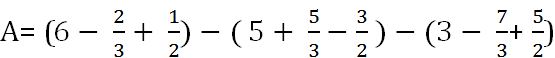 A= (6 − 2/3 + 1/2) − ( 5 + 5/3 − 3/2 ) − (3 − 7/3 + 5/2)